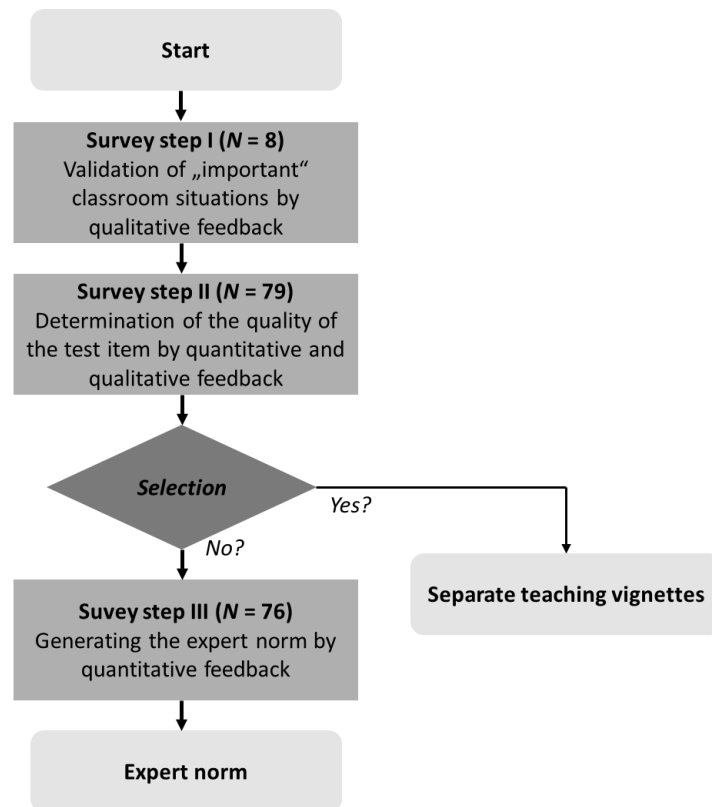 Start
Survey step I (N = 8)
Validation of „important“
classroom situations by
qualitative feedback
Survey step II (N = 79)
Determination of the quality of
the test item by quantitative and
qualitative feedback
Selection
Yes?
No?
Separate teaching vignettes
Suvey step III (N = 76)
Generating the expert norm by
quantitative feedback
Expert norm